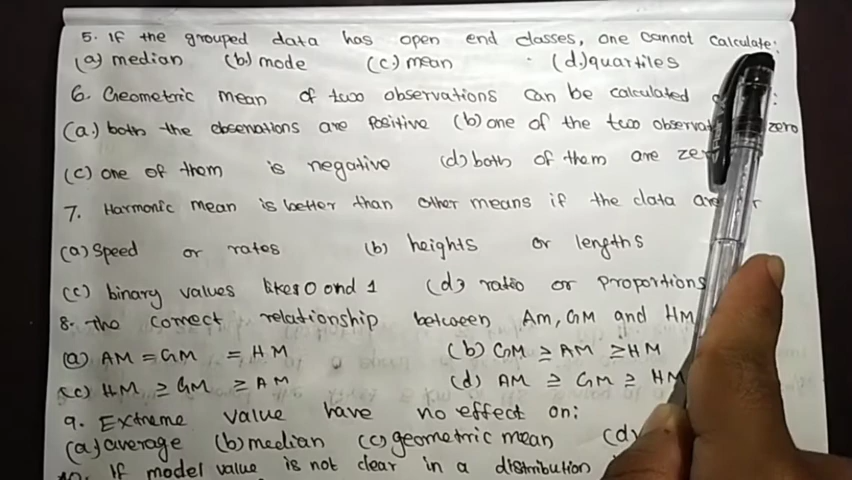 5. If the grouped data has open end classes, one cannot calculate:
(a) median (b) mode (c) mean (d.) quartiles
6. Geometric mean of two observations can be calculated :
(a.) both the observations are positive (b) one of the two zero
(c) one of them is negative (d) both of them are
7. Harmonic mean is better than other means if the data are
(a) speed or rates (b) heights or lengths
(c) binary values likes 0 and 1 (d) ratio or proportions
8. The correct relationship between Am, GM and HM
(a) AM = GM = HM (b) GM ≥ AM ≥ HM
(c) HM ≥ GM ≥ AM (d) AM ≥ GM ≥ HM
9. Extreme value have no effect on:
(a) average (b) median (c) geometric mean (d)
10. If model value is not clear in a distribution